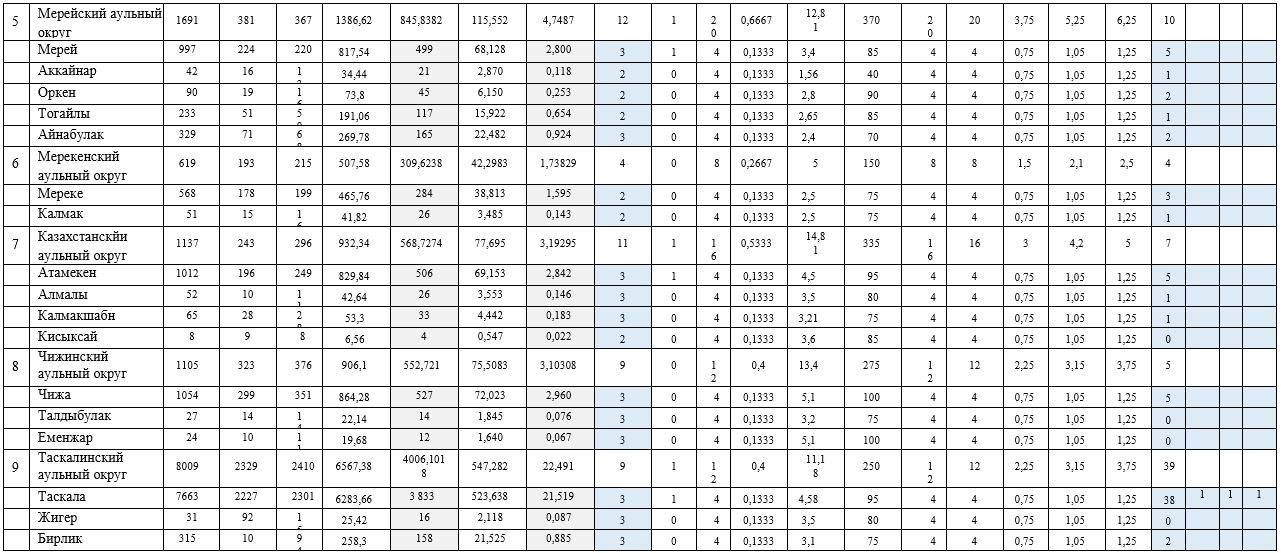 5 Мерейский аульный округ 1691 381 367 1386,62 845,8382 115,552 4,7487 12 1 20 0,6667 12,81 370 20 20 3,75 5,25 6,25 10
Мерей 997 224 220 817,54 499 68,128 2,800 3 1 4 0,1333 3,4 85 4 4 0,75 1,05 1,25 5
Аккайнар 42 16 34,44 21 2,870 0,118 2 0 4 0,1333 1,56 40 4 4 0,75 1,05 1,25 1
Оркен 90 19 73,8 45 6,150 0,253 2 0 4 0,1333 2,8 90 4 4 0,75 1,05 1,25 2
Тогайлы 233 51 191,06 117 15,922 0,654 2 0 4 0,1333 2,65 85 4 4 0,75 1,05 1,25 1
Айнабулак 329 71 269,78 165 22,482 0,924 3 0 4 0,1333 2,4 70 4 4 0,75 1,05 1,25 2
6 Мерекенский аульный округ 619 193 215 507,58 309,6238 42,2983 1,73829 4 0 8 0,2667 5 150 8 8 1,5 2,1 2,5 4
Мереке 568 178 199 465,76 284 38,813 1,595 2 0 4 0,1333 2,5 75 4 4 0,75 1,05 1,25 3
Калмак 51 15 41,82 26 3,485 0,143 2 0 4 0,1333 2,5 75 4 4 0,75 1,05 1,25 1
7 Казахстанскйи аульный округ 1137 243 296 932,34 568,7274 77,695 3,19295 11 1 16 0,5333 14,81 335 16 16 3 4,2 5 7
Атамекен 1012 196 249 829,84 506 69,153 2,842 3 1 4 0,1333 4,5 95 4 4 0,75 1,05 1,25 5
Алмалы 52 10 42,64 26 3,553 0,146 3 0 4 0,1333 3,5 80 4 4 0,75 1,05 1,25 1
Калмакшабн 65 28 53,3 33 4,442 0,183 3 0 4 0,1333 3,21 75 4 4 0,75 1,05 1,25 1
Кисыксай 8 9 8 6,56 4 0,547 0,022 2 0 4 0,1333 3,6 85 4 4 0,75 1,05 1,25 0
8 Чижинский аульный округ 1105 323 376 906,1 552,721 75,5083 3,10308 9 0 12 0,4 13,4 275 12 12 2,25 3,15 3,75 5
Чижа 1054 299 351 864,28 527 72,023 2,960 3 0 4 0,1333 5,1 100 4 4 0,75 1,05 1,25 5
Талдыбулак 27 14 22,14 14 1,845 0,076 3 0 4 0,1333 3,2 75 4 4 0,75 1,05 1,25 0
Еменжар 24 10 19,68 12 1,640 0,067 3 0 4 0,1333 5,1 100 4 4 0,75 1,05 1,25 0
9 Таскалинский аульный округ 8009 2329 2410 6567,38 4006,1018 547,282 22,491 9 1 12 0,4 11,18 250 12 12 2,25 3,15 3,75 39
Таскала 7663 2227 2301 6283,66 3 833 523,638 21,519 3 1 4 0,1333 4,58 95 4 4 0,75 1,05 1,25 38 1 1 1
Жигер 31 92 25,42 16 2,118 0,087 3 0 4 0,1333 3,5 80 4 4 0,75 1,05 1,25 0
Бирлик 315 10 258,3 158 21,525 0,885 3 0 4 0,1333 3,1 75 4 4 0,75 1,05 1,25 2